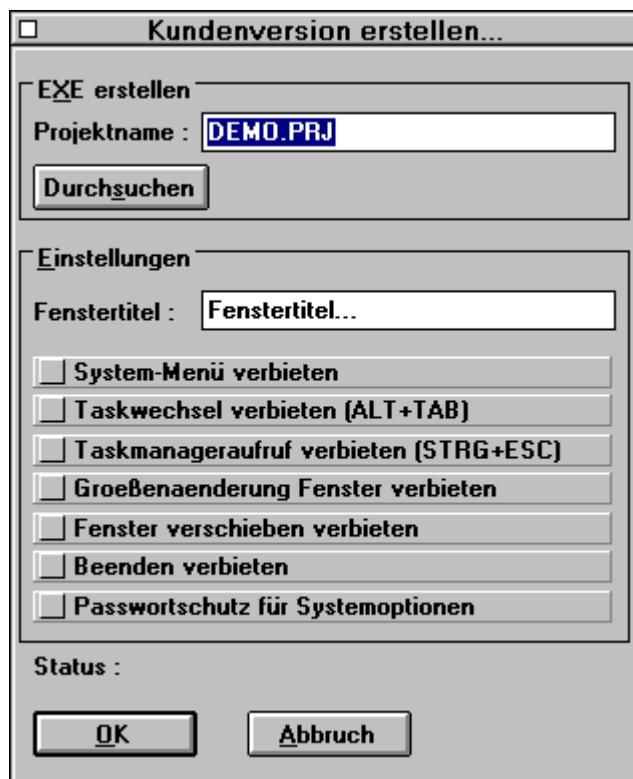 Kundenversion erstellen...
EXE erstellen
Projektname : DEMO.PRJ
Durchsuchen
Einstellungen
Fenstertitel : Fenstertitel...
System-Menü verbieten
Taskwechsel verbieten (ALT+TAB)
Taskmanageraufruf verbieten (STRG+ESC)
Groeßenaenderung Fenster verbieten
Fenster verschieben verbieten
Beenden verbieten
Passwortschutz für Systemoptionen
Status :
OK Abbruch